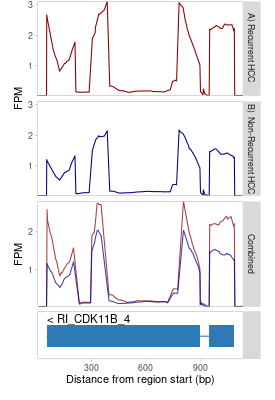 3
2
1
A) Recurrent HCC
FPM
3
2
1
B) Non-Recurrent HCC
2
1
Combined
FPM
< RI_CDK11B_4
300
600
900
Distance from region start (bp)